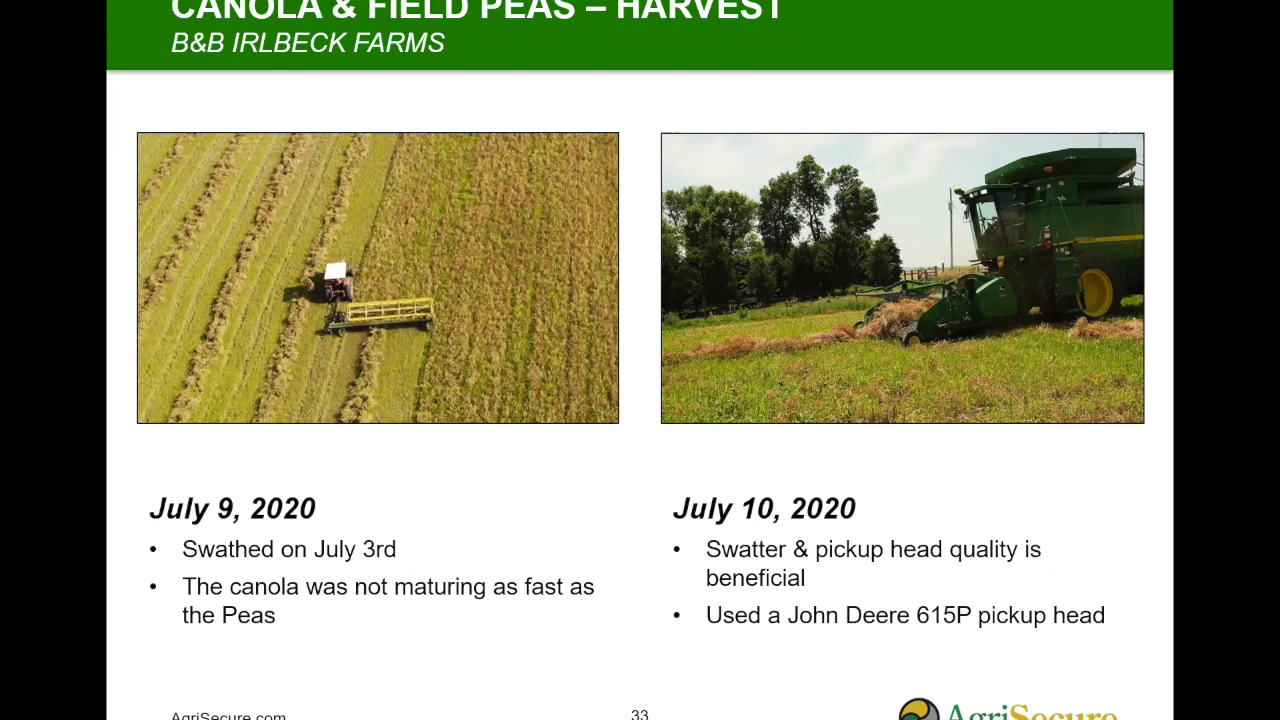 CANOLA & FIELD PEAS – HARVEST
B&B IRLBECK FARMS
July 9, 2020
• Swathed on July 3rd
• The canola was not maturing as fast as
the Peas
July 10, 2020
• Swatter & pickup head quality is
beneficial
• Used a John Deere 615P pickup head
AgriSecure.com
33
AgriSecure